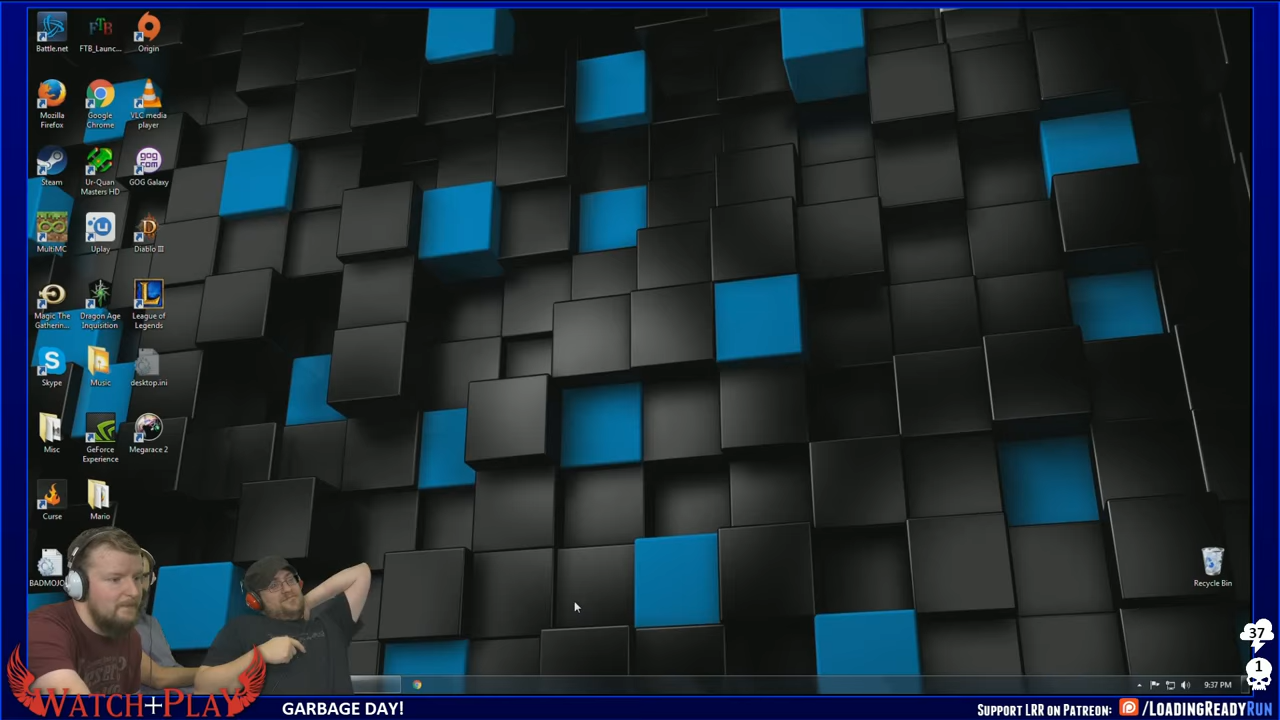 Battle.net
FTB_Launc...
Origin
Mozilla
Firefox
Google
Chrome
VLC media
player
Steam
Ur-Quan
Masters HD
GOG
COM
GOG Galaxy
MultiMC
Uplay
Diablo III
Magic The
Gatherin...
Dragon Age
Inquisition
League of
Legends
Skype
Music
desktop.ini
Misc
GeForce
Experience
Megarace 2
Curse
Mario
BADMOJO
Recycle Bin
37
1
9:37 PM
WATCH+PLAY
GARBAGE DAY!
SUPPORT LRR ON PATREON: /LOADINGREADYRUN